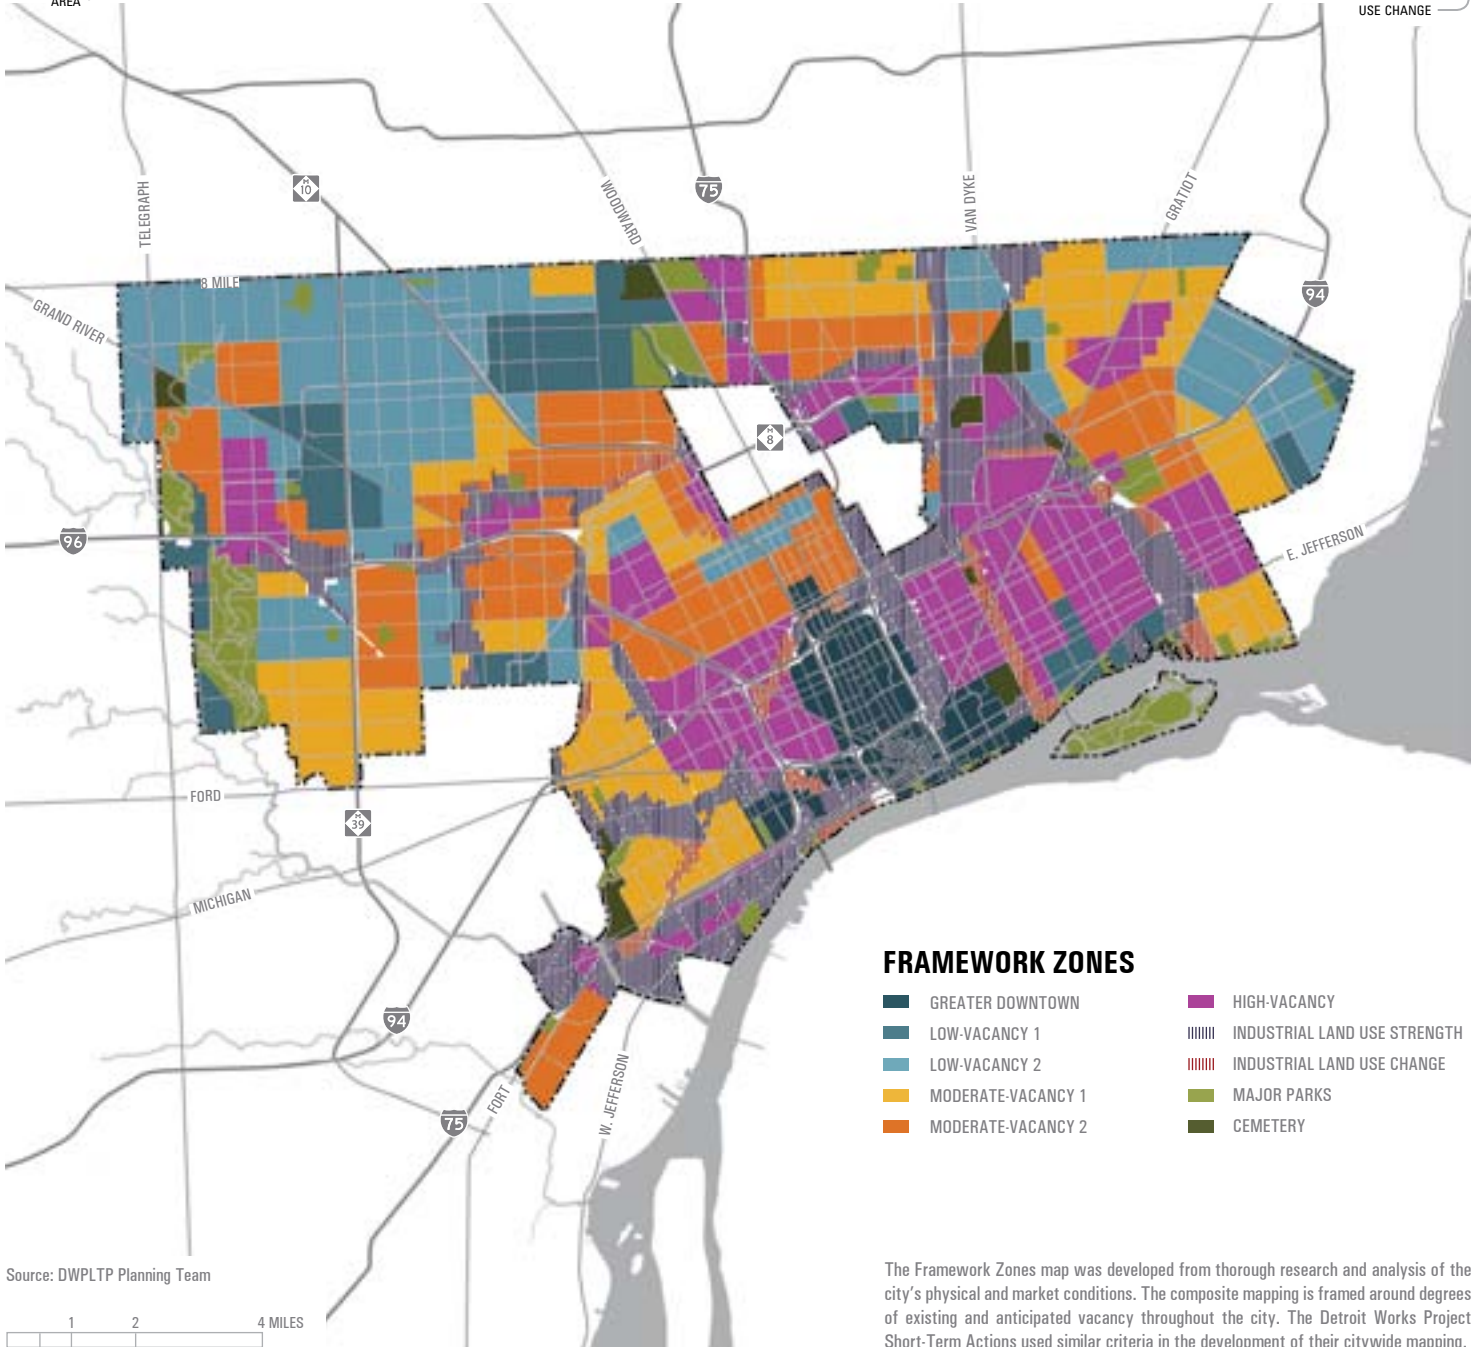 AREA
USE CHANGE
TELEGRAPH
M
10
WOODWARD
75
VAN DYKE
GRATIOT
8 MILE
GRAND RIVER
94
M
8
96
E. JEFFERSON
FORD
M
39
MICHIGAN
94
75
FORT
W. JEFFERSON
FRAMEWORK ZONES
GREATER DOWNTOWN
LOW-VACANCY 1
LOW-VACANCY 2
MODERATE-VACANCY 1
MODERATE-VACANCY 2
HIGH-VACANCY
INDUSTRIAL LAND USE STRENGTH
INDUSTRIAL LAND USE CHANGE
MAJOR PARKS
CEMETERY
Source: DWPLTP Planning Team
1 2 4 MILES
The Framework Zones map was developed from thorough research and analysis of the
city's physical and market conditions. The composite mapping is framed around degrees
of existing and anticipated vacancy throughout the city. The Detroit Works Project
Short-Term Actions used similar criteria in the development of their citywide mapping.